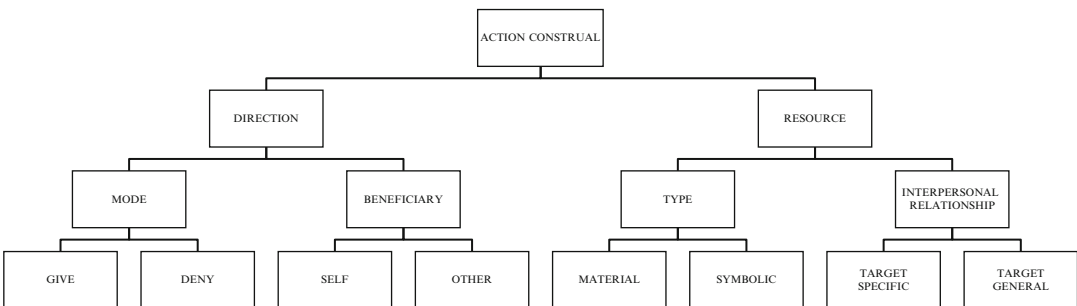 ACTION CONSTRUAL
DIRECTION
RESOURCE
MODE
BENEFICIARY
TYPE
INTERPERSONAL
RELATIONSHIP
GIVE
DENY
SELF
OTHER
MATERIAL
SYMBOLIC
TARGET
SPECIFIC
TARGET
GENERAL